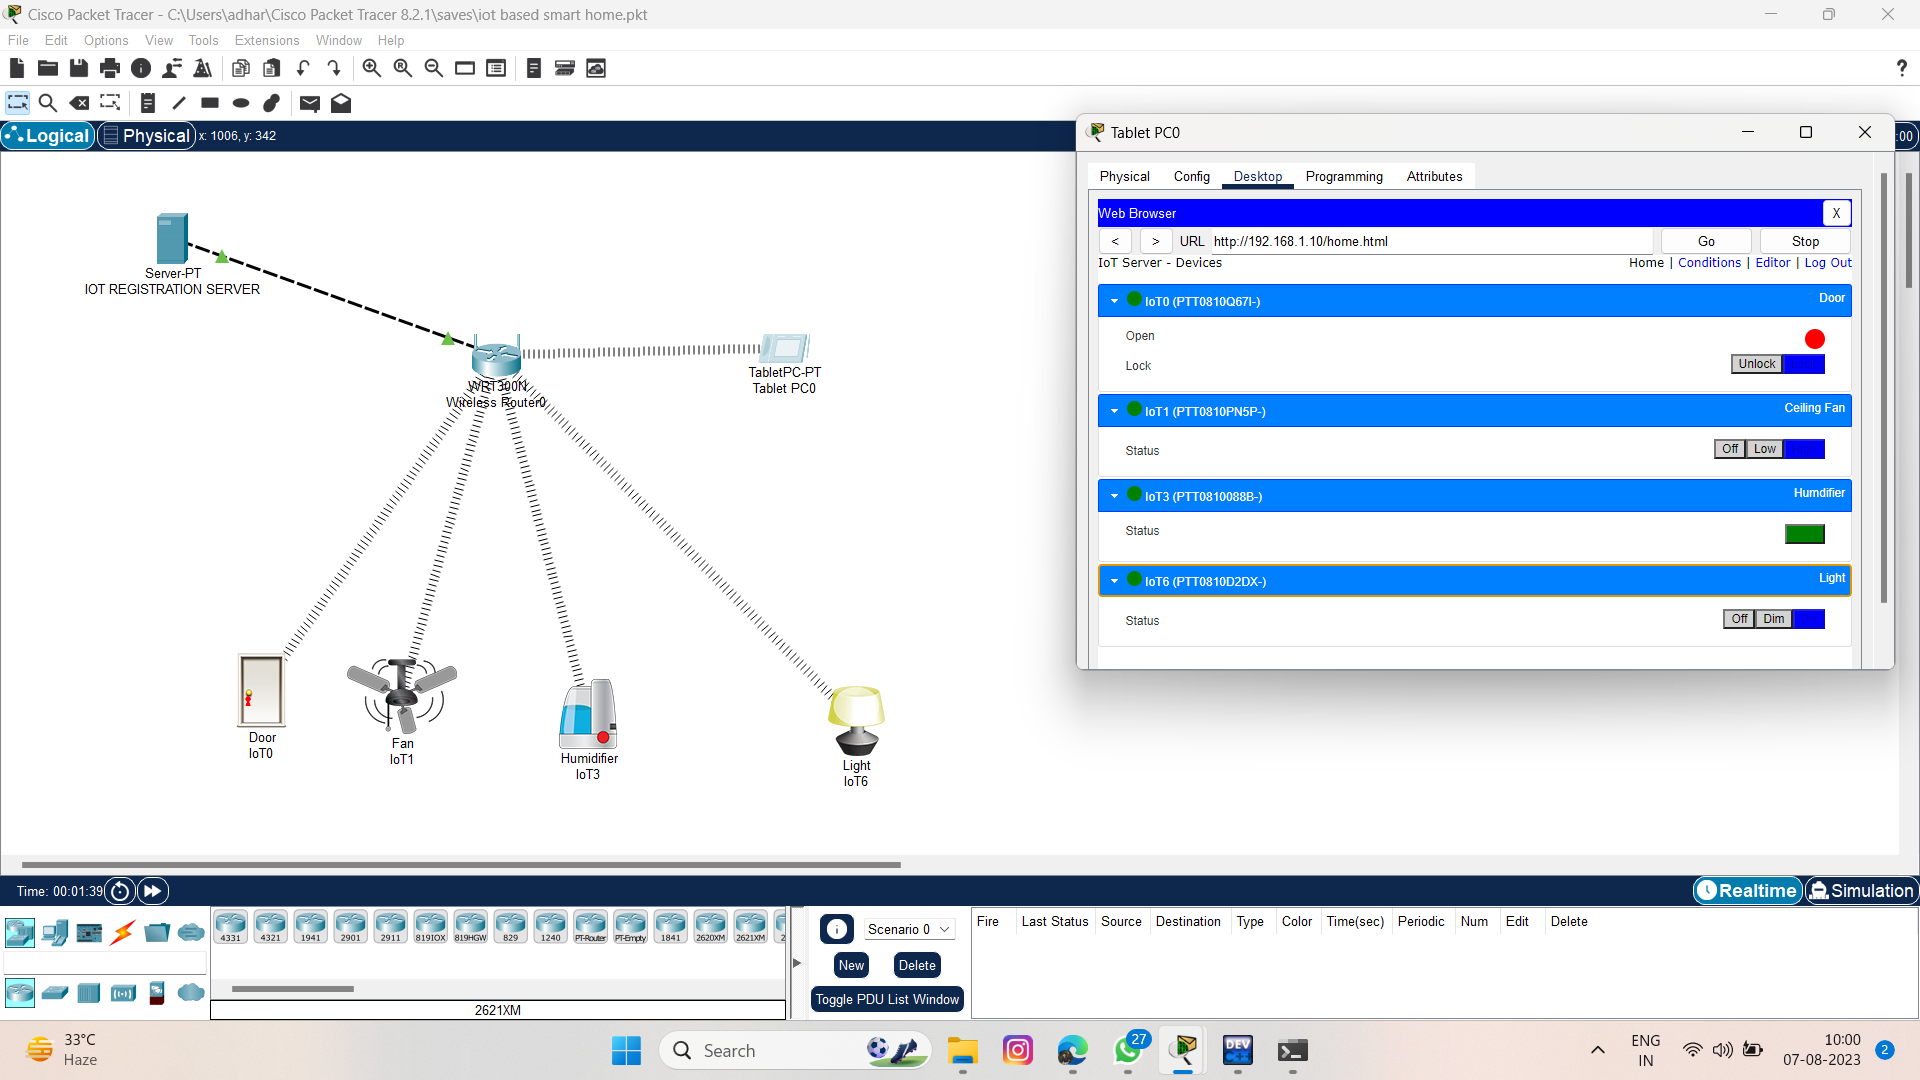 Cisco Packet Tracer - C:\Users\adhar\Cisco Packet Tracer 8.2.1\saves\iot based smart home.pkt
File Edit Options View Tools Extensions Window Help
?
Logical Physical x: 1006, y: 342
:00
Tablet PC0
Physical Config Desktop Programming Attributes
Web Browser X
< > URL http://192.168.1.10/home.html Go Stop
IoT Server - Devices Home | Conditions | Editor | Log Out
IoT0 (PTT0810Q67I-) Door
Open
Lock Unlock
IoT1 (PTT0810PN5P-) Ceiling Fan
Status Off Low
IoT3 (PTT0810088B-) Humdifier
Status
IoT6 (PTT0810D2DX-) Light
Status Off Dim
Server-PT
IOT REGISTRATION SERVER
WRT300N
Wireless Router0
TabletPC-PT
Tablet PC0
Door
IoT0
Fan
IoT1
Humidifier
IoT3
Light
IoT6
Time: 00:01:39
Realtime Simulation
4331 4321 1941 2901 2911 819IOX 819HGW 829 1240 PT-Router PT-Empty 1841 2620XM 2621XM 2
2621XM
Scenario 0
New Delete
Toggle PDU List Window
Fire Last Status Source Destination Type Color Time(sec) Periodic Num Edit Delete
33°C
Haze
Search
27
DEV
ENG
IN
10:00
07-08-2023
2